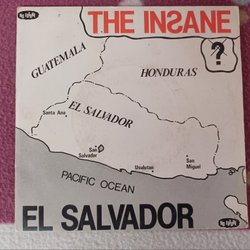 THE INSANE
GUATEMALA
HONDURAS
?
EL SALVADOR
Santa Ana
San
Salvador
Usulutan
San
Miguel
PACIFIC OCEAN
EL SALVADOR